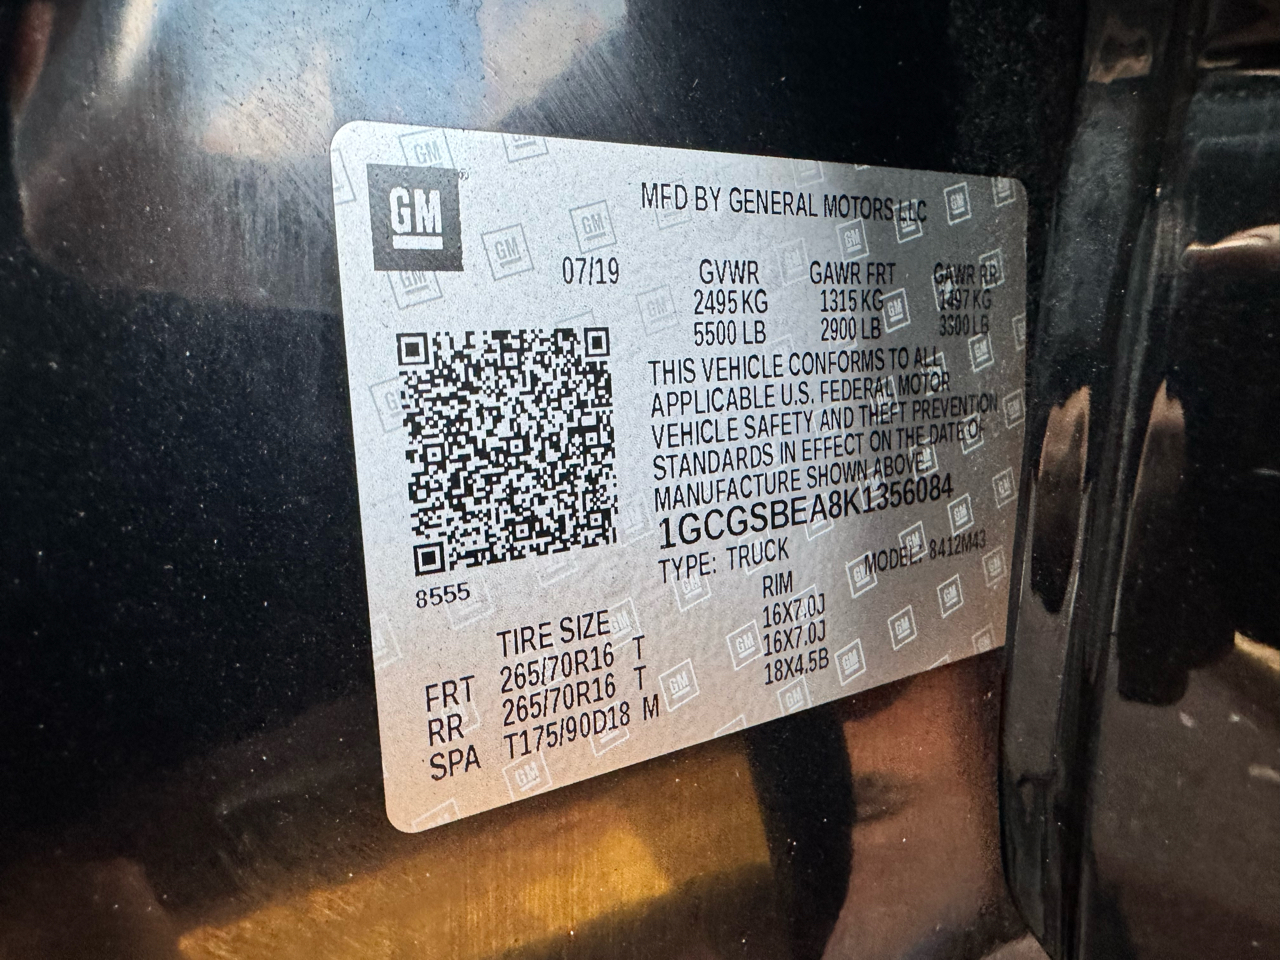 GM
MFD BY GENERAL MOTORS LLC
07/19 GVWR GAWR FRT GAWR RR
2495 KG 1315 KG 1497 KG
5500 LB 2900 LB 3300 LB
THIS VEHICLE CONFORMS TO ALL
APPLICABLE U.S. FEDERAL MOTOR
VEHICLE SAFETY AND THEFT PREVENTION
STANDARDS IN EFFECT ON THE DATE OF
MANUFACTURE SHOWN ABOVE
1GCGSBEA8K1356084
TYPE: TRUCK MODEL: 8412M43
8555
TIRE SIZE RIM
FRT 265/70R16 T 16X7.0J
RR 265/70R16 T 16X7.0J
SPA T175/90D18 M 18X4.5B